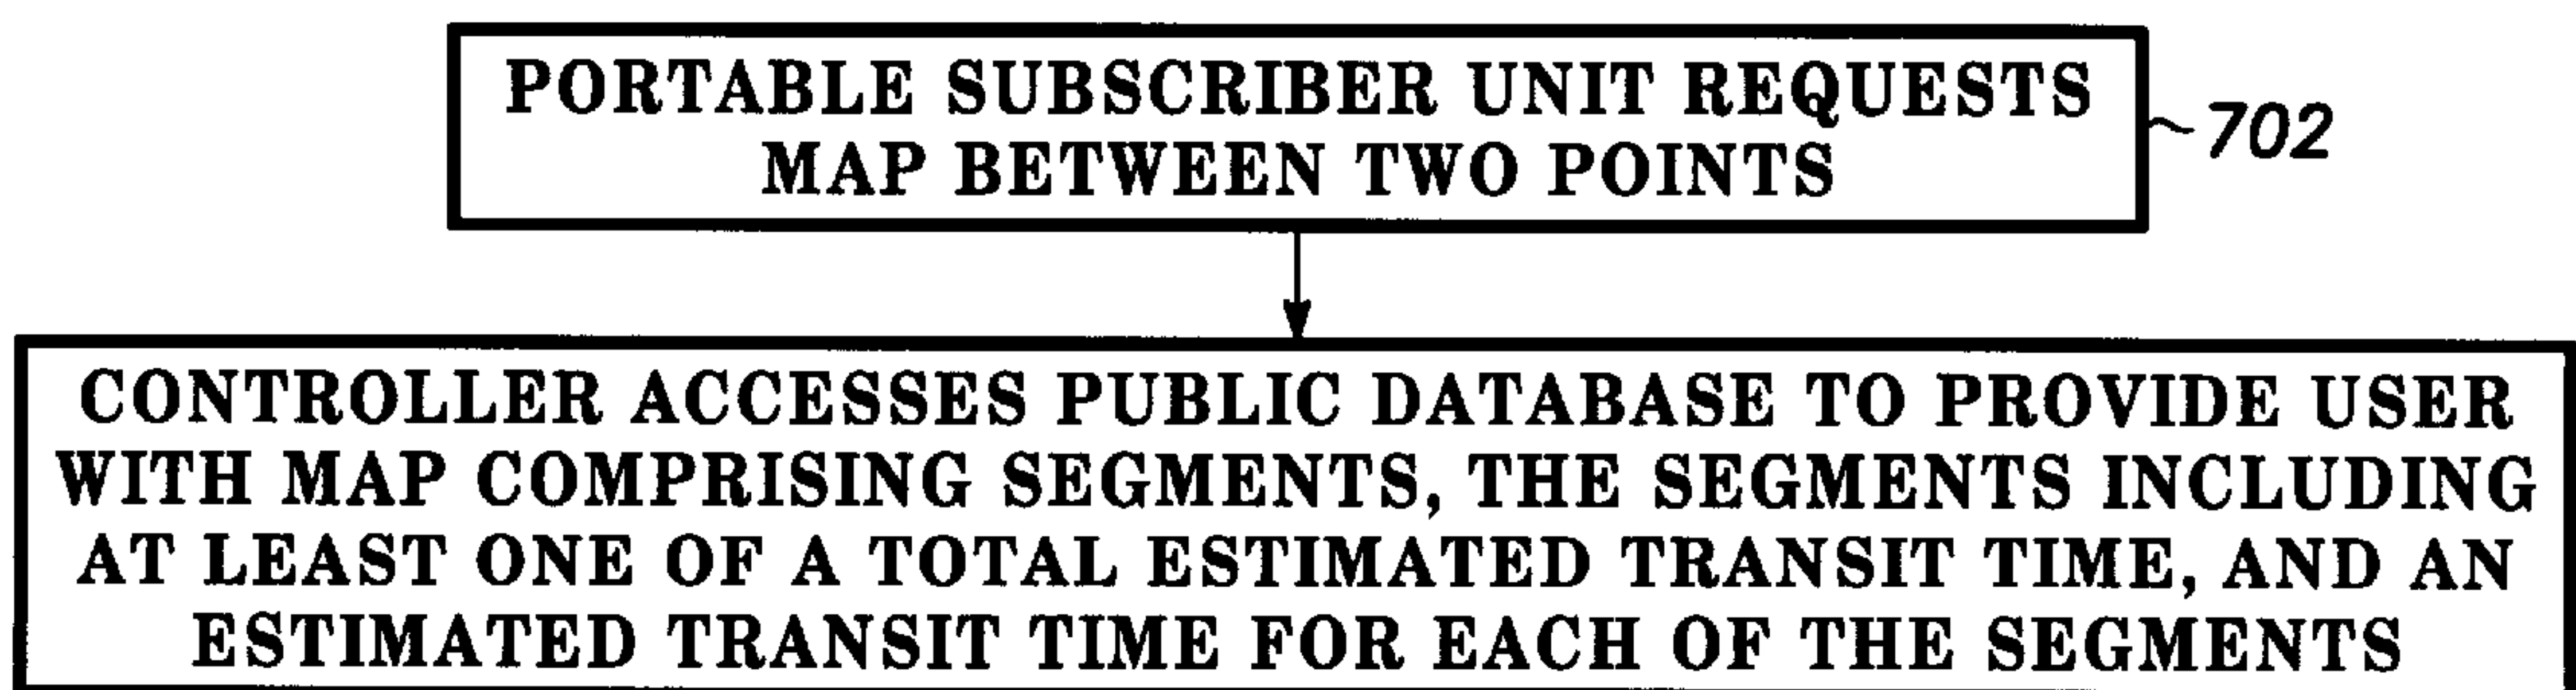 PORTABLE SUBSCRIBER UNIT REQUESTS
MAP BETWEEN TWO POINTS
702
CONTROLLER ACCESSES PUBLIC DATABASE TO PROVIDE USER
WITH MAP COMPRISING SEGMENTS, THE SEGMENTS INCLUDING
AT LEAST ONE OF A TOTAL ESTIMATED TRANSIT TIME, AND AN
ESTIMATED TRANSIT TIME FOR EACH OF THE SEGMENTS